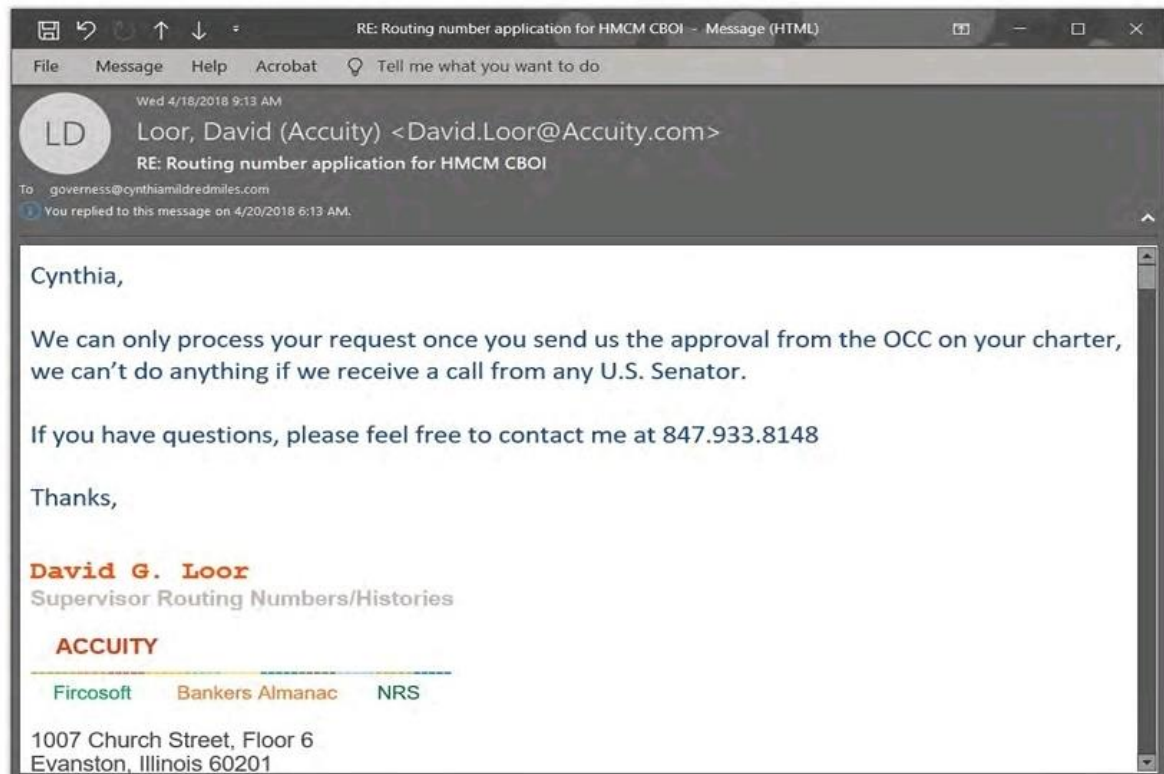 RE: Routing number application for HMCM CBOI - Message (HTML)
File Message Help Acrobat Tell me what you want to do
Wed 4/18/2018 9:13 AM
LD
Loor, David (Accuity) <David.Loor@Accuity.com>
RE: Routing number application for HMCM CBOI
To governess@cynthiamildredmiles.com
You replied to this message on 4/20/2018 6:13 AM.
Cynthia,
We can only process your request once you send us the approval from the OCC on your charter,
we can't do anything if we receive a call from any U.S. Senator.
If you have questions, please feel free to contact me at 847.933.8148
Thanks,
David G. Loor
Supervisor Routing Numbers/Histories
ACCUITY
Fircosoft Bankers Almanac NRS
1007 Church Street, Floor 6
Evanston, Illinois 60201